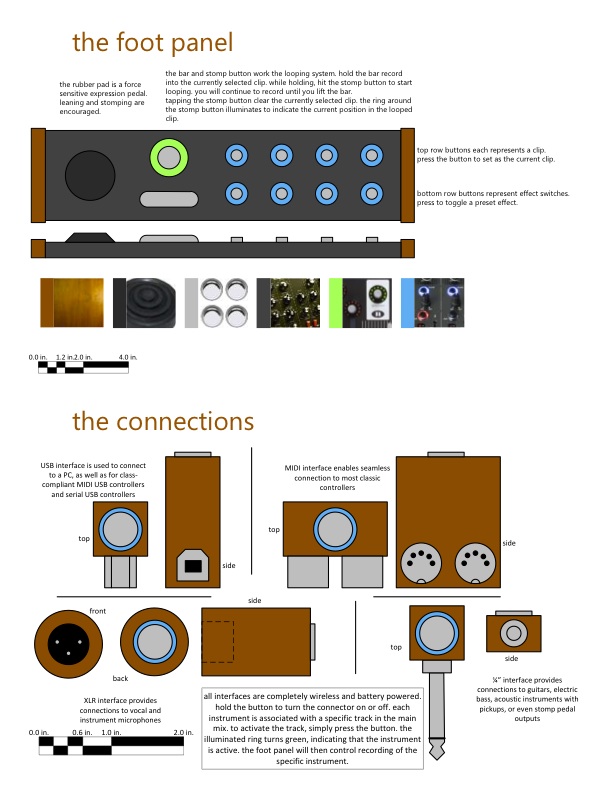 the foot panel
the rubber pad is a force
sensitive expression pedal.
leaning and stomping are
encouraged.
the bar and stomp button work the looping system. hold the bar record
into the currently selected clip. while holding, hit the stomp button to start
looping. you will continue to record until you lift the bar.
tapping the stomp button clear the currently selected clip. the ring around
the stomp button illuminates to indicate the current position in the looped
clip.
top row buttons each represents a clip.
press the button to set as the current clip.
bottom row buttons represent effect switches.
press to toggle a preset effect.
0.0 in. 1.2 in. 2.0 in. 4.0 in.
the connections
USB interface is used to connect
to a PC, as well as for class-
compliant MIDI USB controllers
and serial USB controllers
top
side
MIDI interface enables seamless
connection to most classic
controllers
top
side
front
back
side
XLR interface provides
connections to vocal and
instrument microphones
top
side
¼” interface provides
connections to guitars, electric
bass, acoustic instruments with
pickups, or even stomp pedal
outputs
all interfaces are completely wireless and battery powered.
hold the button to turn the connector on or off. each
instrument is associated with a specific track in the main
mix. to activate the track, simply press the button. the
illuminated ring turns green, indicating that the instrument
is active. the foot panel will then control recording of the
specific instrument.
0.0 in. 0.6 in. 1.0 in. 2.0 in.